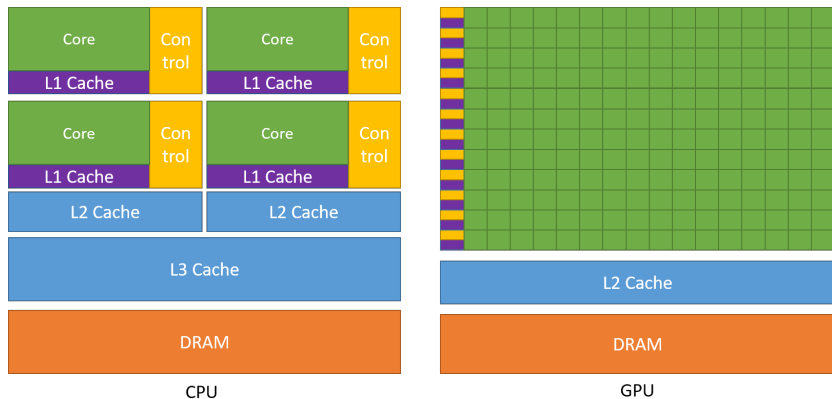 Core
Con
trol
L1 Cache
Core
Con
trol
L1 Cache
Core
Con
trol
L1 Cache
Core
Con
trol
L1 Cache
L2 Cache
L2 Cache
L3 Cache
DRAM
CPU
L2 Cache
DRAM
GPU